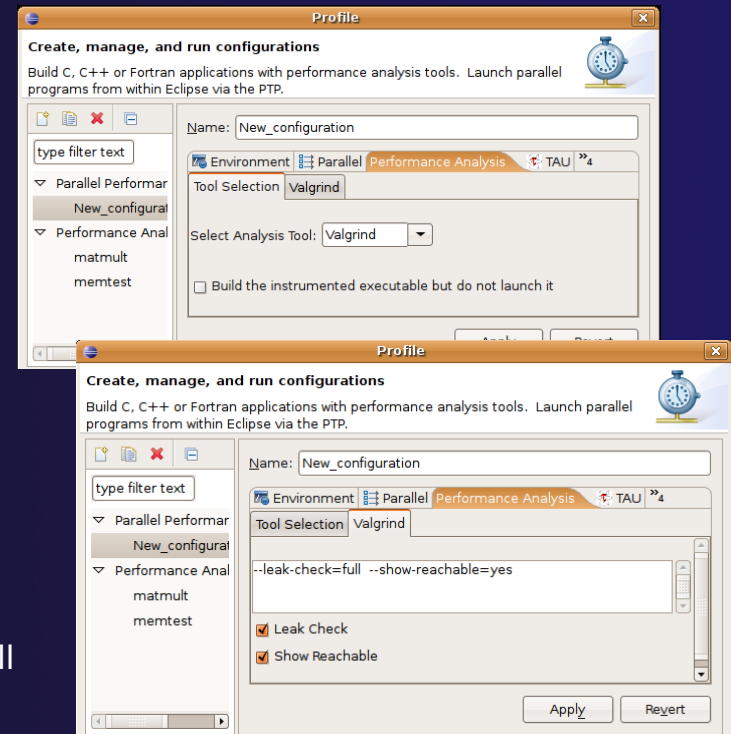 Profile
Create, manage, and run configurations
Build C, C++ or Fortran applications with performance analysis tools. Launch parallel
programs from within Eclipse via the PTP.
type filter text
Parallel Performar
New_configurat
Performance Anal
matmult
memtest
Name: New_configuration
Environment Parallel Performance Analysis TAU »4
Tool Selection Valgrind
Select Analysis Tool: Valgrind
Build the instrumented executable but do not launch it
Profile
Create, manage, and run configurations
Build C, C++ or Fortran applications with performance analysis tools. Launch parallel
programs from within Eclipse via the PTP.
type filter text
Parallel Performar
New_configurat
Performance Anal
matmult
memtest
Name: New_configuration
Environment Parallel Performance Analysis TAU »4
Tool Selection Valgrind
--leak-check=full --show-reachable=yes
Leak Check
Show Reachable
Apply Revert